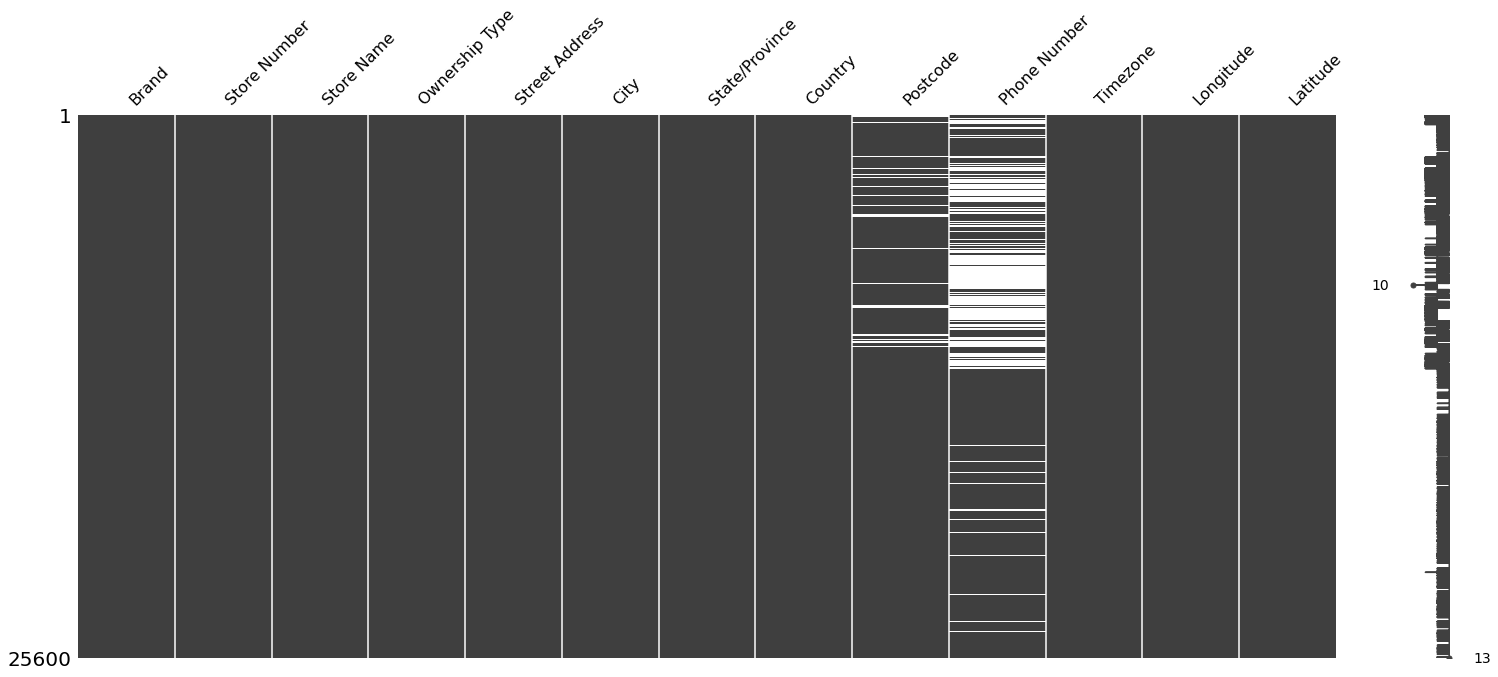 Brand
Store Number
Store Name
Ownership Type
Street Address
City
State/Province
Country
Postcode
Phone Number
Timezone
Longitude
Latitude
1
10
25600
13